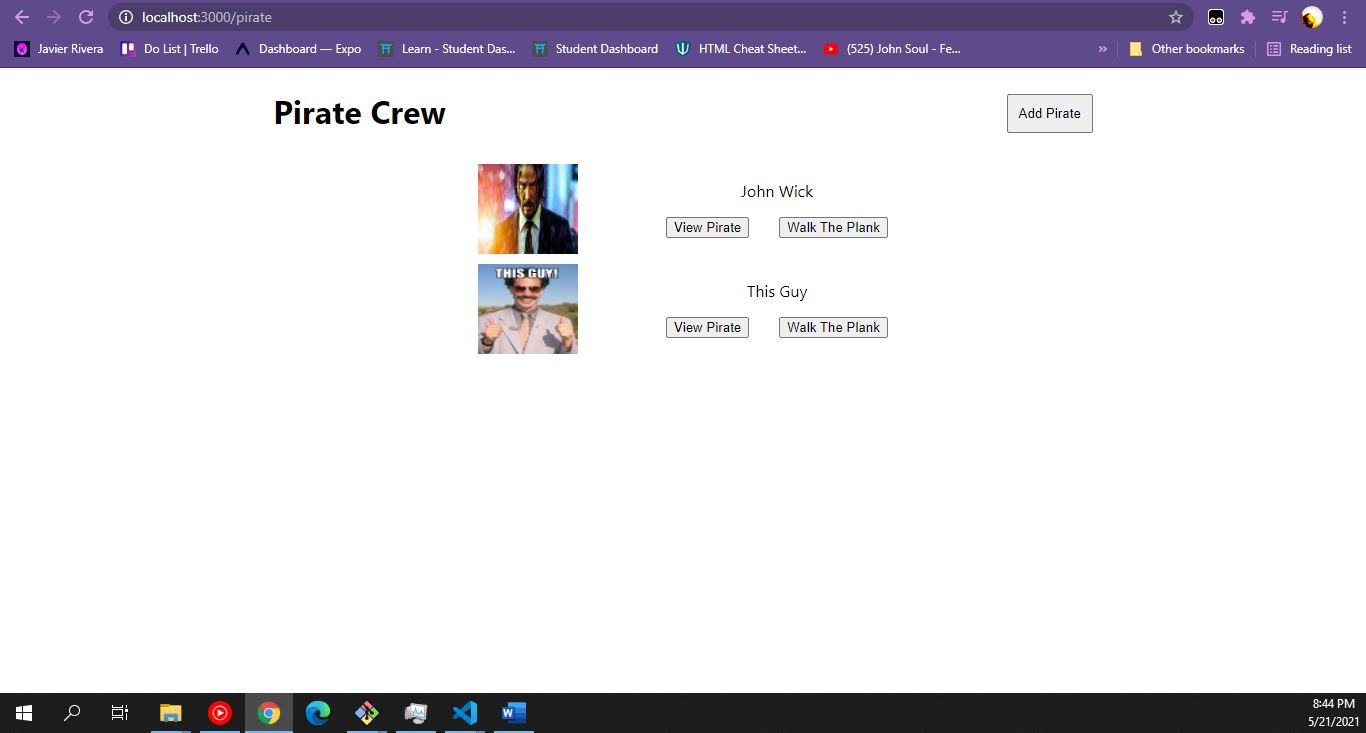 localhost:3000/pirate
Javier Rivera Do List | Trello Dashboard — Expo Learn - Student Das... Student Dashboard HTML Cheat Sheet... (525) John Soul - Fe... » Other bookmarks Reading list
Pirate Crew Add Pirate
John Wick
View Pirate Walk The Plank
THIS GUY!
This Guy
View Pirate Walk The Plank
8:44 PM
5/21/2021